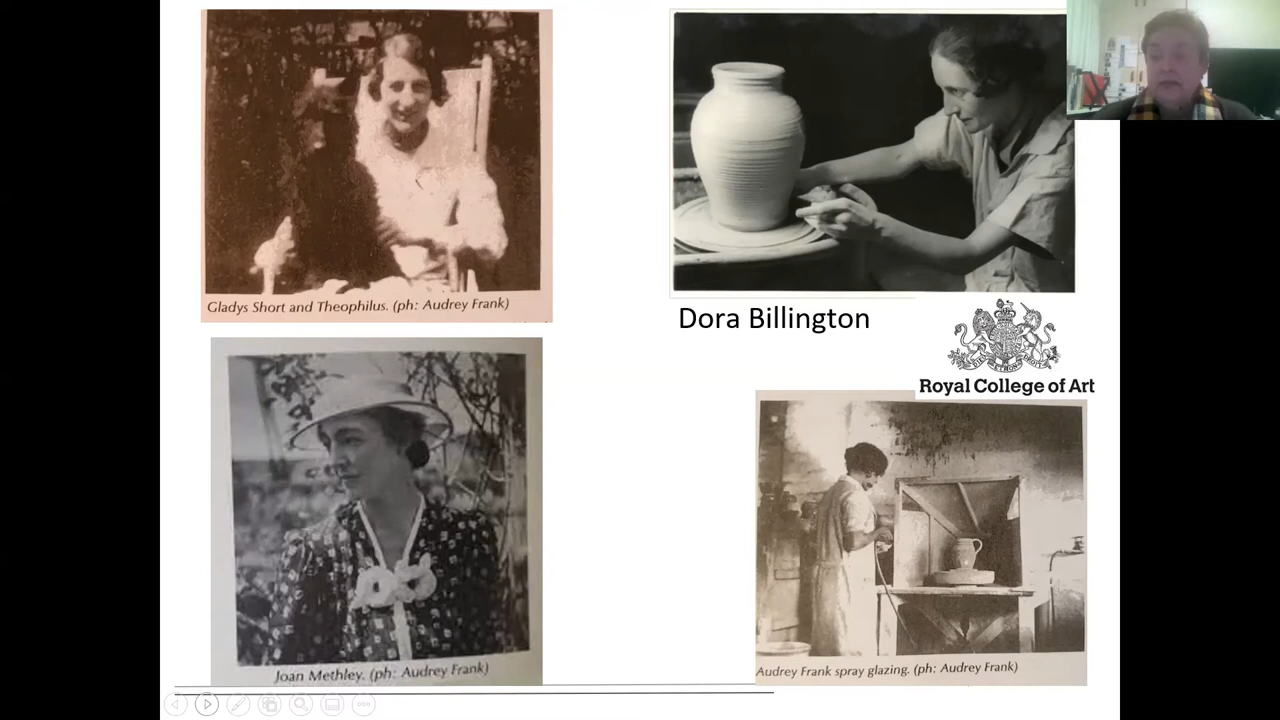 Gladys Short and Theophilus. (ph: Audrey Frank)
Dora Billington
Royal College of Art
Joan Methley. (ph: Audrey Frank)
Audrey Frank spray glazing. (ph: Audrey Frank)